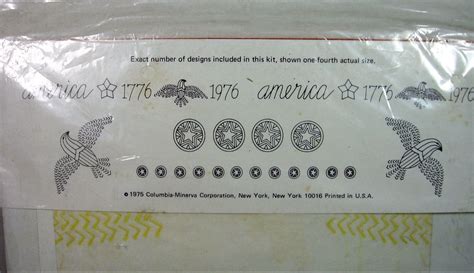 Exact number of designs included in this kit, shown one fourth actual size.
america 1776 1976 america 1776 1976
© 1975 Columbia-Minerva Corporation, New York, New York 10016 Printed in U.S.A.